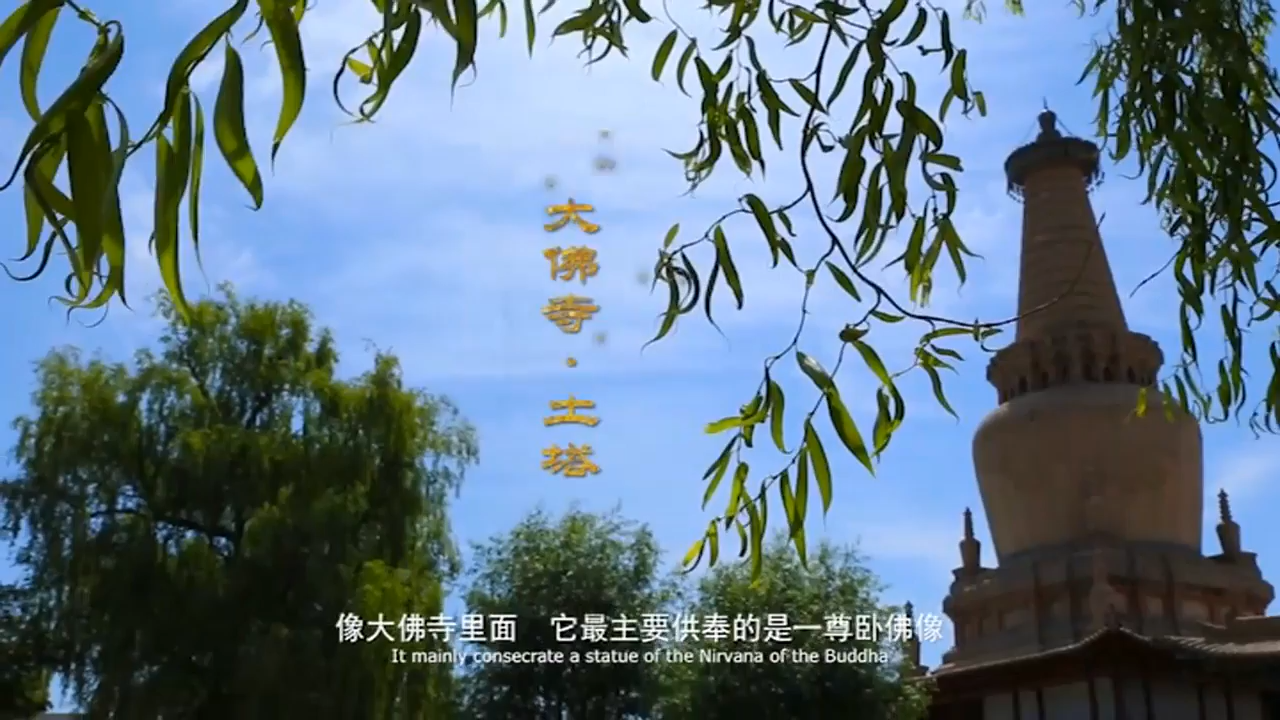 大佛寺·土塔
像大佛寺里面 它最主要供奉的是一尊卧佛像
It mainly consecrate a statue of the Nirvana of the Buddha